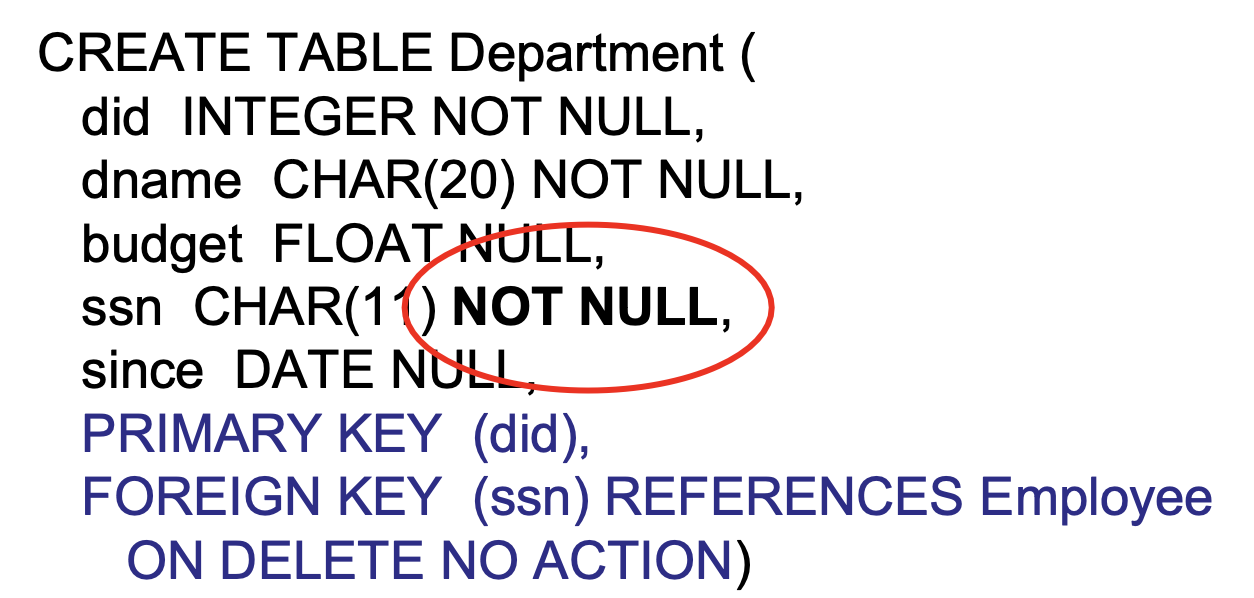 CREATE TABLE Department (
did INTEGER NOT NULL,
dname CHAR(20) NOT NULL,
budget FLOAT NULL,
ssn CHAR(11) NOT NULL,
since DATE NULL,
PRIMARY KEY (did),
FOREIGN KEY (ssn) REFERENCES Employee
ON DELETE NO ACTION)